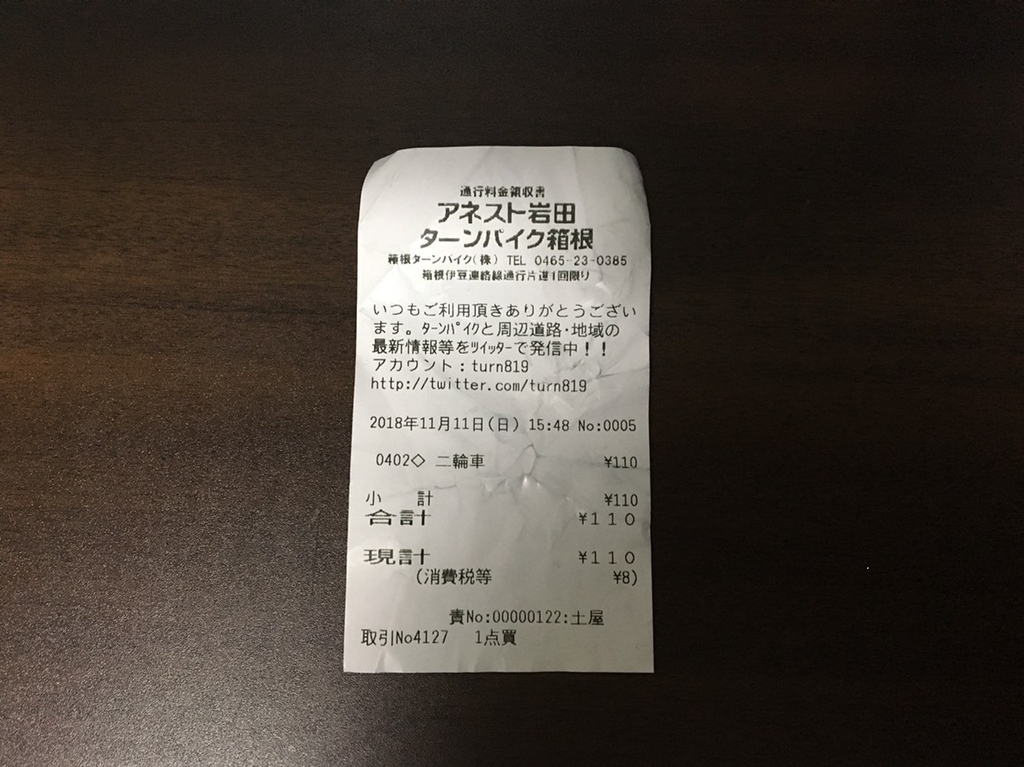 通行料金領収書
アネスト岩田
ターンパイク箱根
箱根ターンパイク(株) TEL 0465-23-0385
箱根伊豆連絡線通行片道1回限り
いつもご利用頂きありがとうござい
ます。ﾀｰﾝﾊﾟｲｸと周辺道路･地域の
最新情報等をﾂｲｯﾀｰで発信中！！
アカウント：turn819
http://twitter.com/turn819
2018年11月11日(日) 15:48 No:0005
0402◇ 二輪車 ¥110
小 計 ¥110
合計 ¥110
現計 ¥110
(消費税等 ¥8)
責No:00000122:土屋
取引No4127 1点買